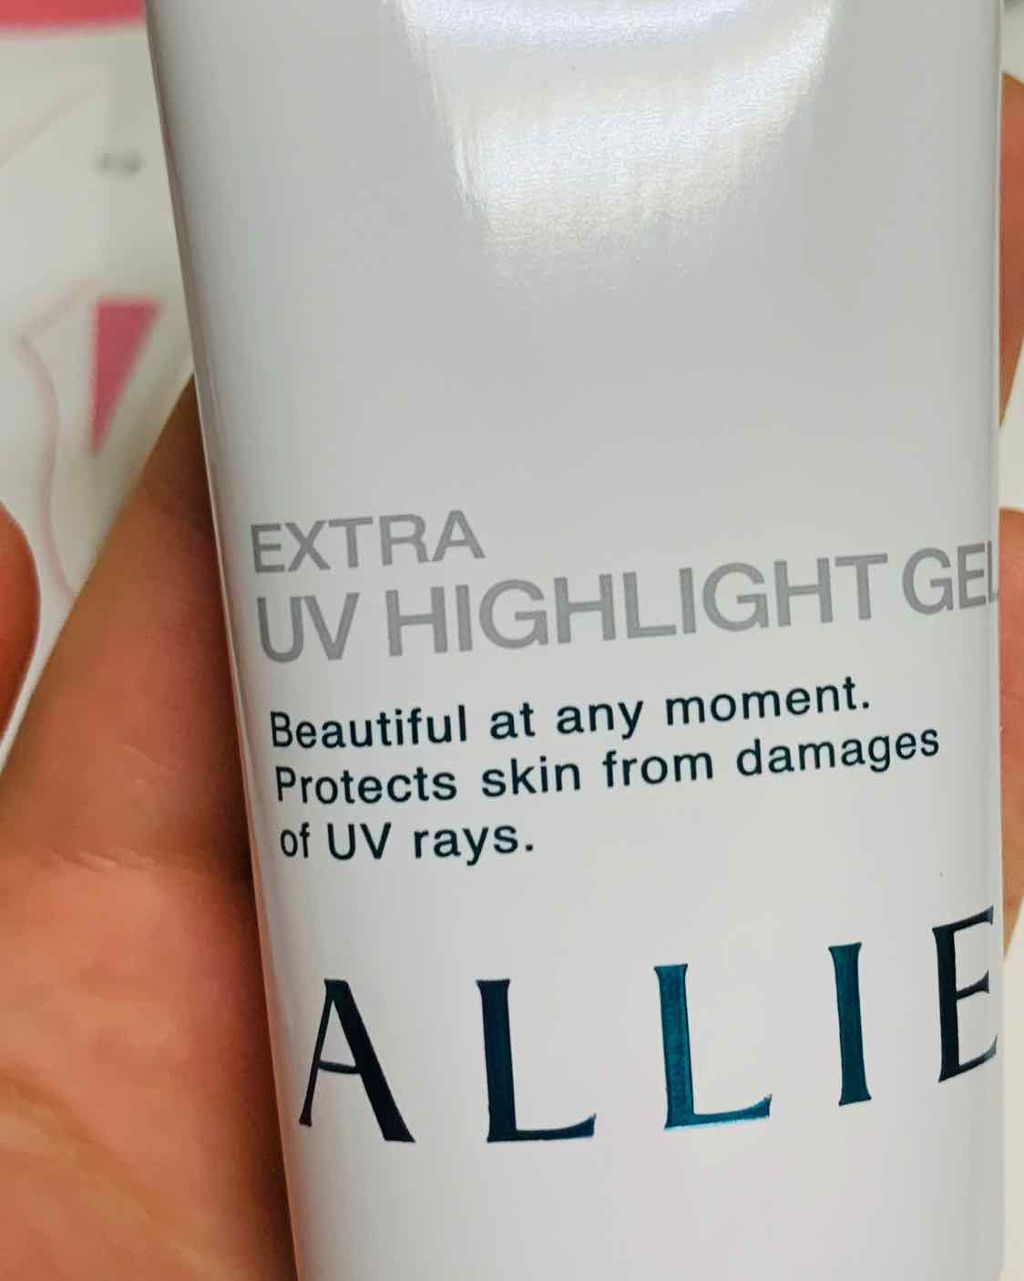 EXTRA
UV HIGHLIGHT GEL
Beautiful at any moment.
Protects skin from damages
of UV rays.
ALLIE